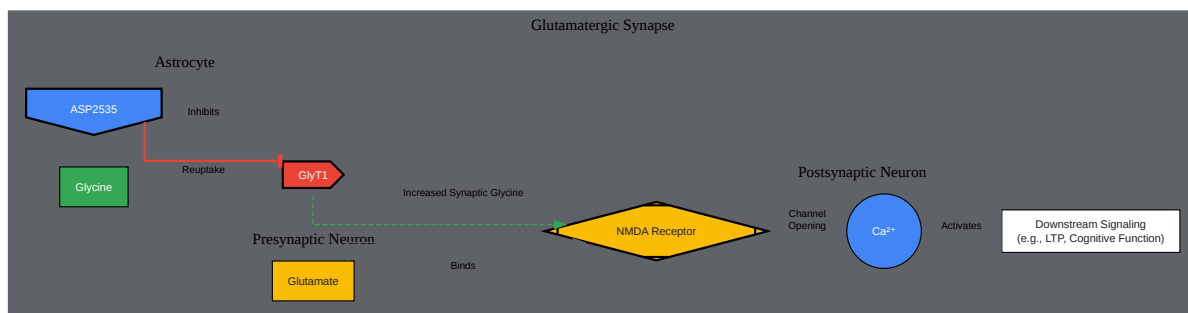 Glutamatergic Synapse
Astrocyte
ASP2535
Inhibits
Reuptake
GlyT1
Glycine
Increased Synaptic Glycine
Postsynaptic Neuron
Channel
Opening
Ca²⁺
Activates
Downstream Signaling
(e.g., LTP, Cognitive Function)
NMDA Receptor
Presynaptic Neuron
Binds
Glutamate